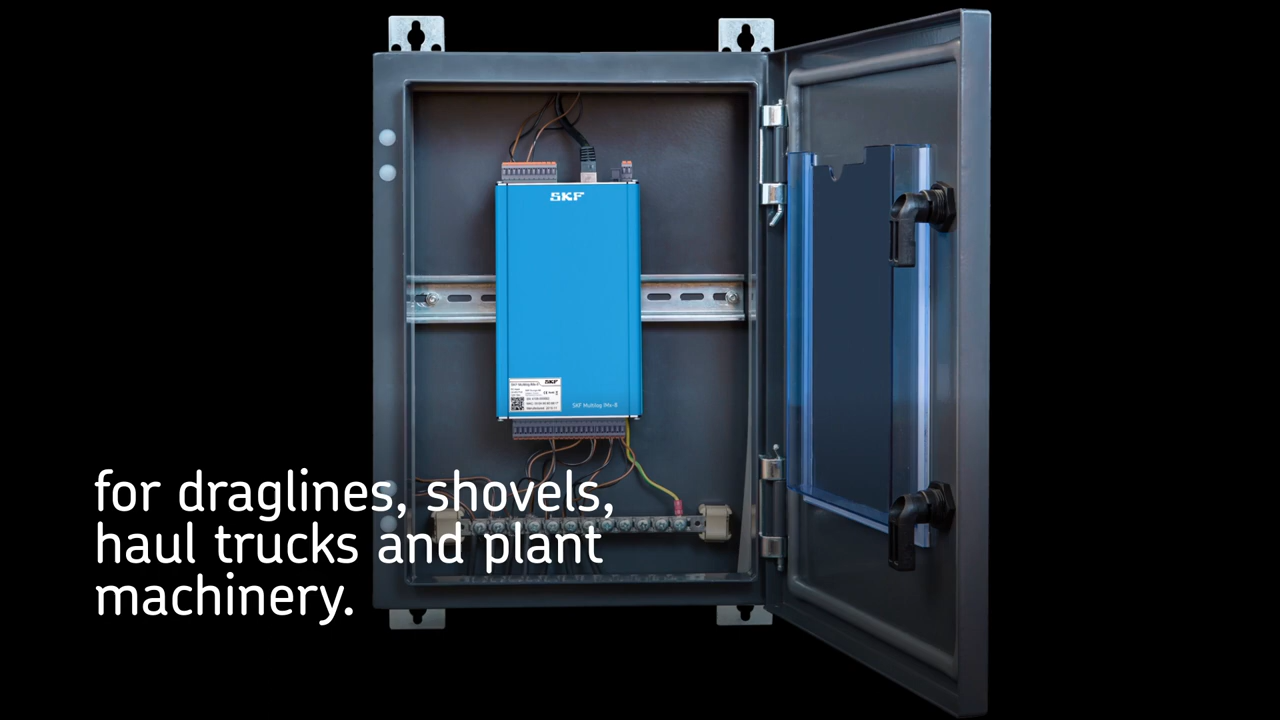 SKF
SKF
SKF Multilog IMx-8
for draglines, shovels,
haul trucks and plant
machinery.